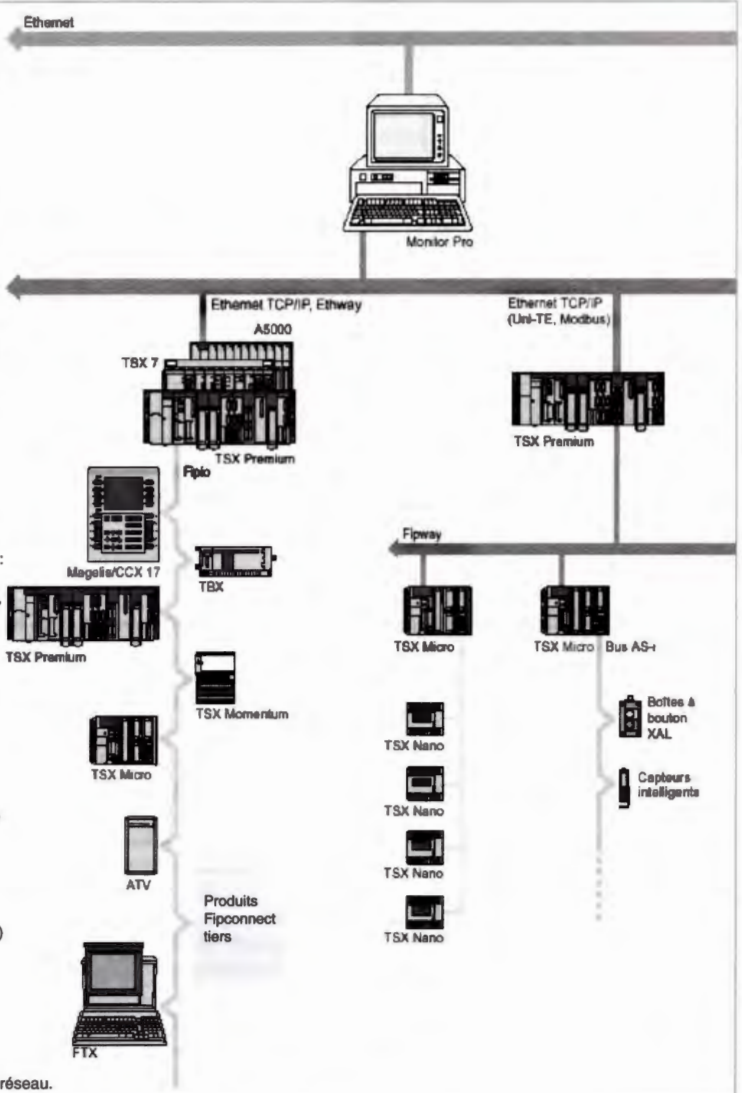 Ethernet
Monitor Pro
Ethernet TCP/IP, Ethway
Ethernet TCP/IP
(Uni-TE, Modbus)
A5000
TSX 7
TSX Premium
TSX Premium
Fipio
Fipway
Magelis/CCX 17
:
TBX
TSX Premium
TSX Micro
TSX Micro
Bus AS-i
TSX Momentum
Boîtes à
bouton
XAL
TSX Nano
TSX Micro
Capteurs
intelligents
TSX Nano
ATV
TSX Nano
Produits
Fipconnect
tiers
)
TSX Nano
FTX
réseau.